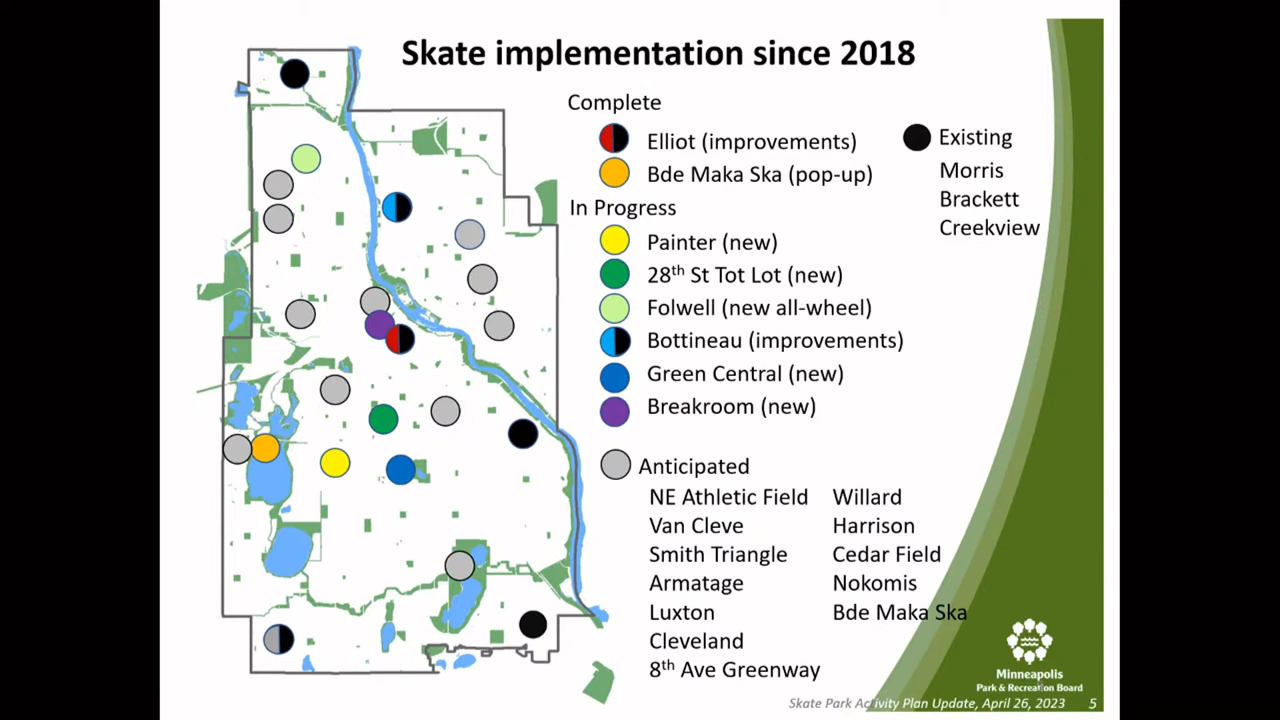 Skate implementation since 2018
Complete
Elliot (improvements)
Bde Maka Ska (pop-up)
In Progress
Painter (new)
28th St Tot Lot (new)
Folwell (new all-wheel)
Bottineau (improvements)
Green Central (new)
Breakroom (new)
Existing
Morris
Brackett
Creekview
Anticipated
NE Athletic Field
Van Cleve
Smith Triangle
Armatage
Luxton
Cleveland
8th Ave Greenway
Willard
Harrison
Cedar Field
Nokomis
Bde Maka Ska
Minneapolis
Park & Recreation Board
Skate Park Activity Plan Update, April 26, 2023 5